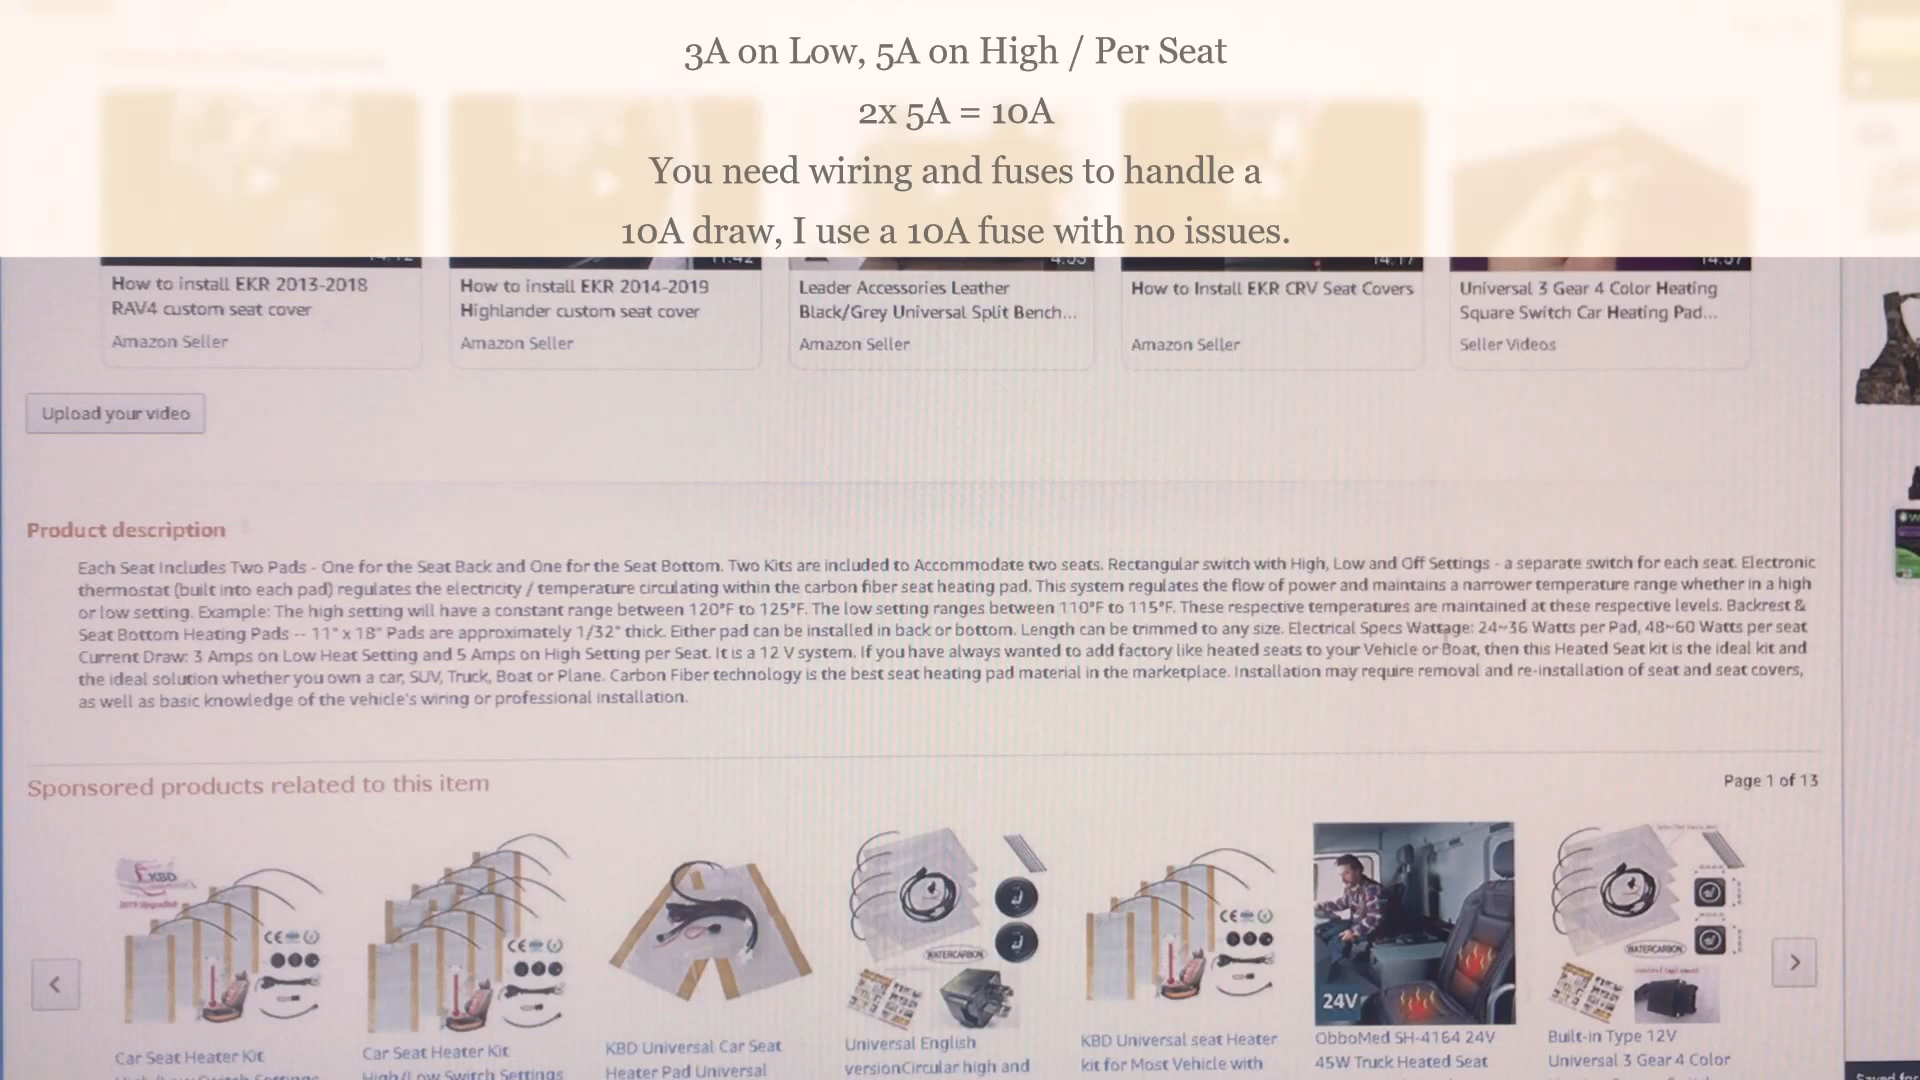 3A on Low, 5A on High / Per Seat
2x 5A = 10A
You need wiring and fuses to handle a
10A draw, I use a 10A fuse with no issues.
How to install EKR 2013-2018
RAV4 custom seat cover
Amazon Seller
How to install EKR 2014-2019
Highlander custom seat cover
Amazon Seller
Leader Accessories Leather
Black/Grey Universal Split Bench...
Amazon Seller
How to Install EKR CRV Seat Covers
Amazon Seller
Universal 3 Gear 4 Color Heating
Square Switch Car Heating Pad...
Seller Videos
Upload your video
Product description
Each Seat Includes Two Pads - One for the Seat Back and One for the Seat Bottom. Two Kits are included to Accommodate two seats. Rectangular switch with High, Low and Off Settings - a separate switch for each seat. Electronic
thermostat (built into each pad) regulates the electricity / temperature circulating within the carbon fiber seat heating pad. This system regulates the flow of power and maintains a narrower temperature range whether in a high
or low setting. Example: The high setting will have a constant range between 120°F to 125°F. The low setting ranges between 110°F to 115°F. These respective temperatures are maintained at these respective levels. Backrest &
Seat Bottom Heating Pads -- 11" x 18" Pads are approximately 1/32" thick. Either pad can be installed in back or bottom. Length can be trimmed to any size. Electrical Specs Wattage: 24~36 Watts per Pad, 48~60 Watts per seat
Current Draw: 3 Amps on Low Heat Setting and 5 Amps on High Setting per Seat. It is a 12 V system. If you have always wanted to add factory like heated seats to your Vehicle or Boat, then this Heated Seat kit is the ideal kit and
the ideal solution whether you own a car, SUV, Truck, Boat or Plane. Carbon Fiber technology is the best seat heating pad material in the marketplace. Installation may require removal and re-installation of seat and seat covers,
as well as basic knowledge of the vehicle's wiring or professional installation.
Sponsored products related to this item
Page 1 of 13
KBD
WATERCARBON
24V
WATERCARBON
Car Seat Heater Kit
Car Seat Heater Kit
High/Low Switch Settings
KBD Universal Car Seat
Heater Pad Universal
Universal English
versionCircular high and
KBD Universal seat Heater
kit for Most Vehicle with
ObboMed SH-4164 24V
45W Truck Heated Seat
Built-in Type 12V
Universal 3 Gear 4 Color